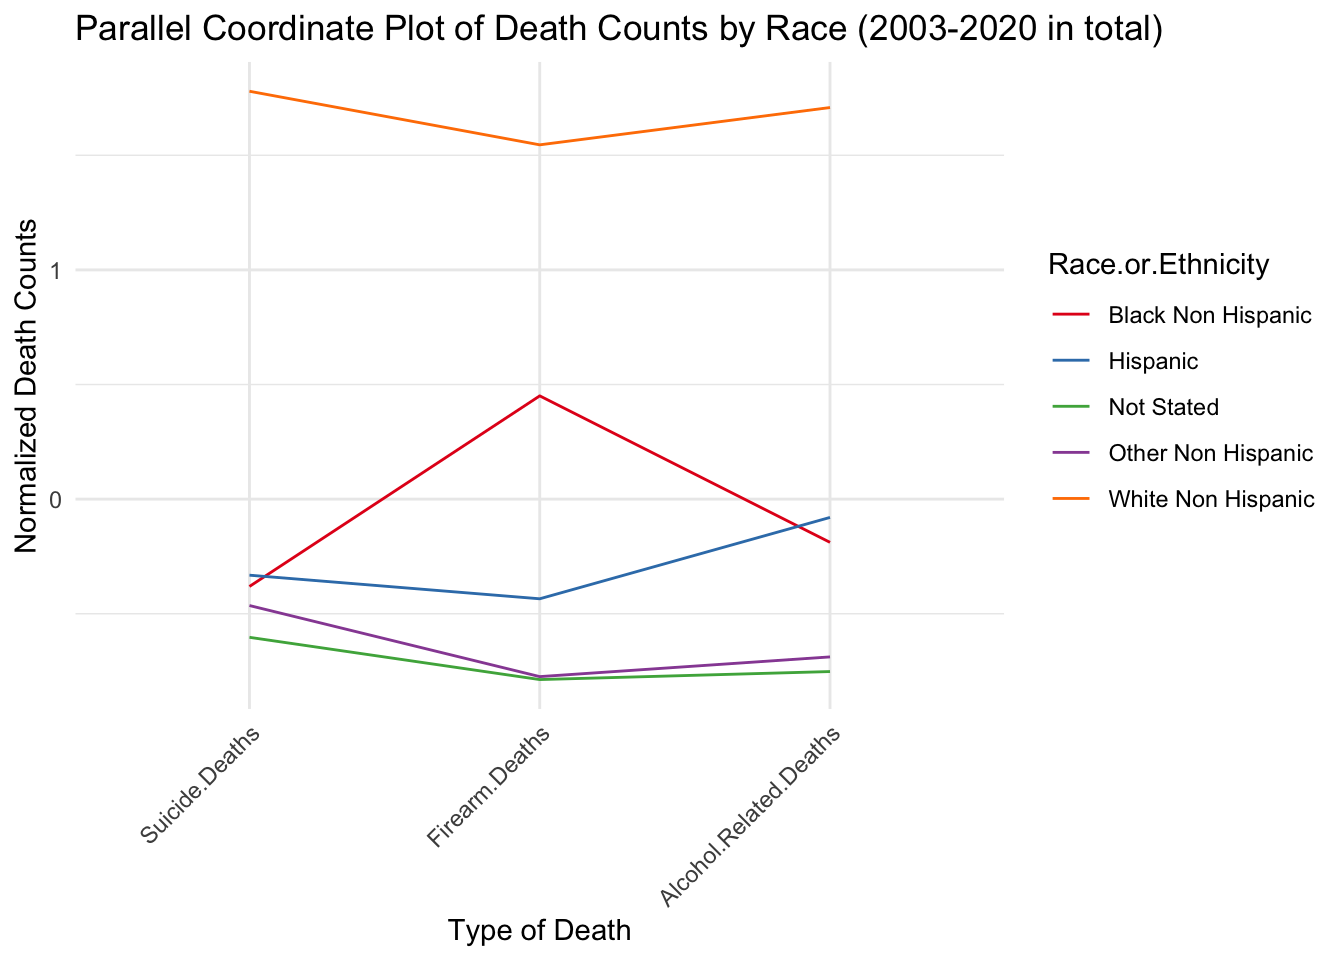 Parallel Coordinate Plot of Death Counts by Race (2003-2020 in total)
Normalized Death Counts
1
0
Suicide.Deaths
Firearm.Deaths
Alcohol.Related.Deaths
Type of Death
Race.or.Ethnicity
Black Non Hispanic
Hispanic
Not Stated
Other Non Hispanic
White Non Hispanic